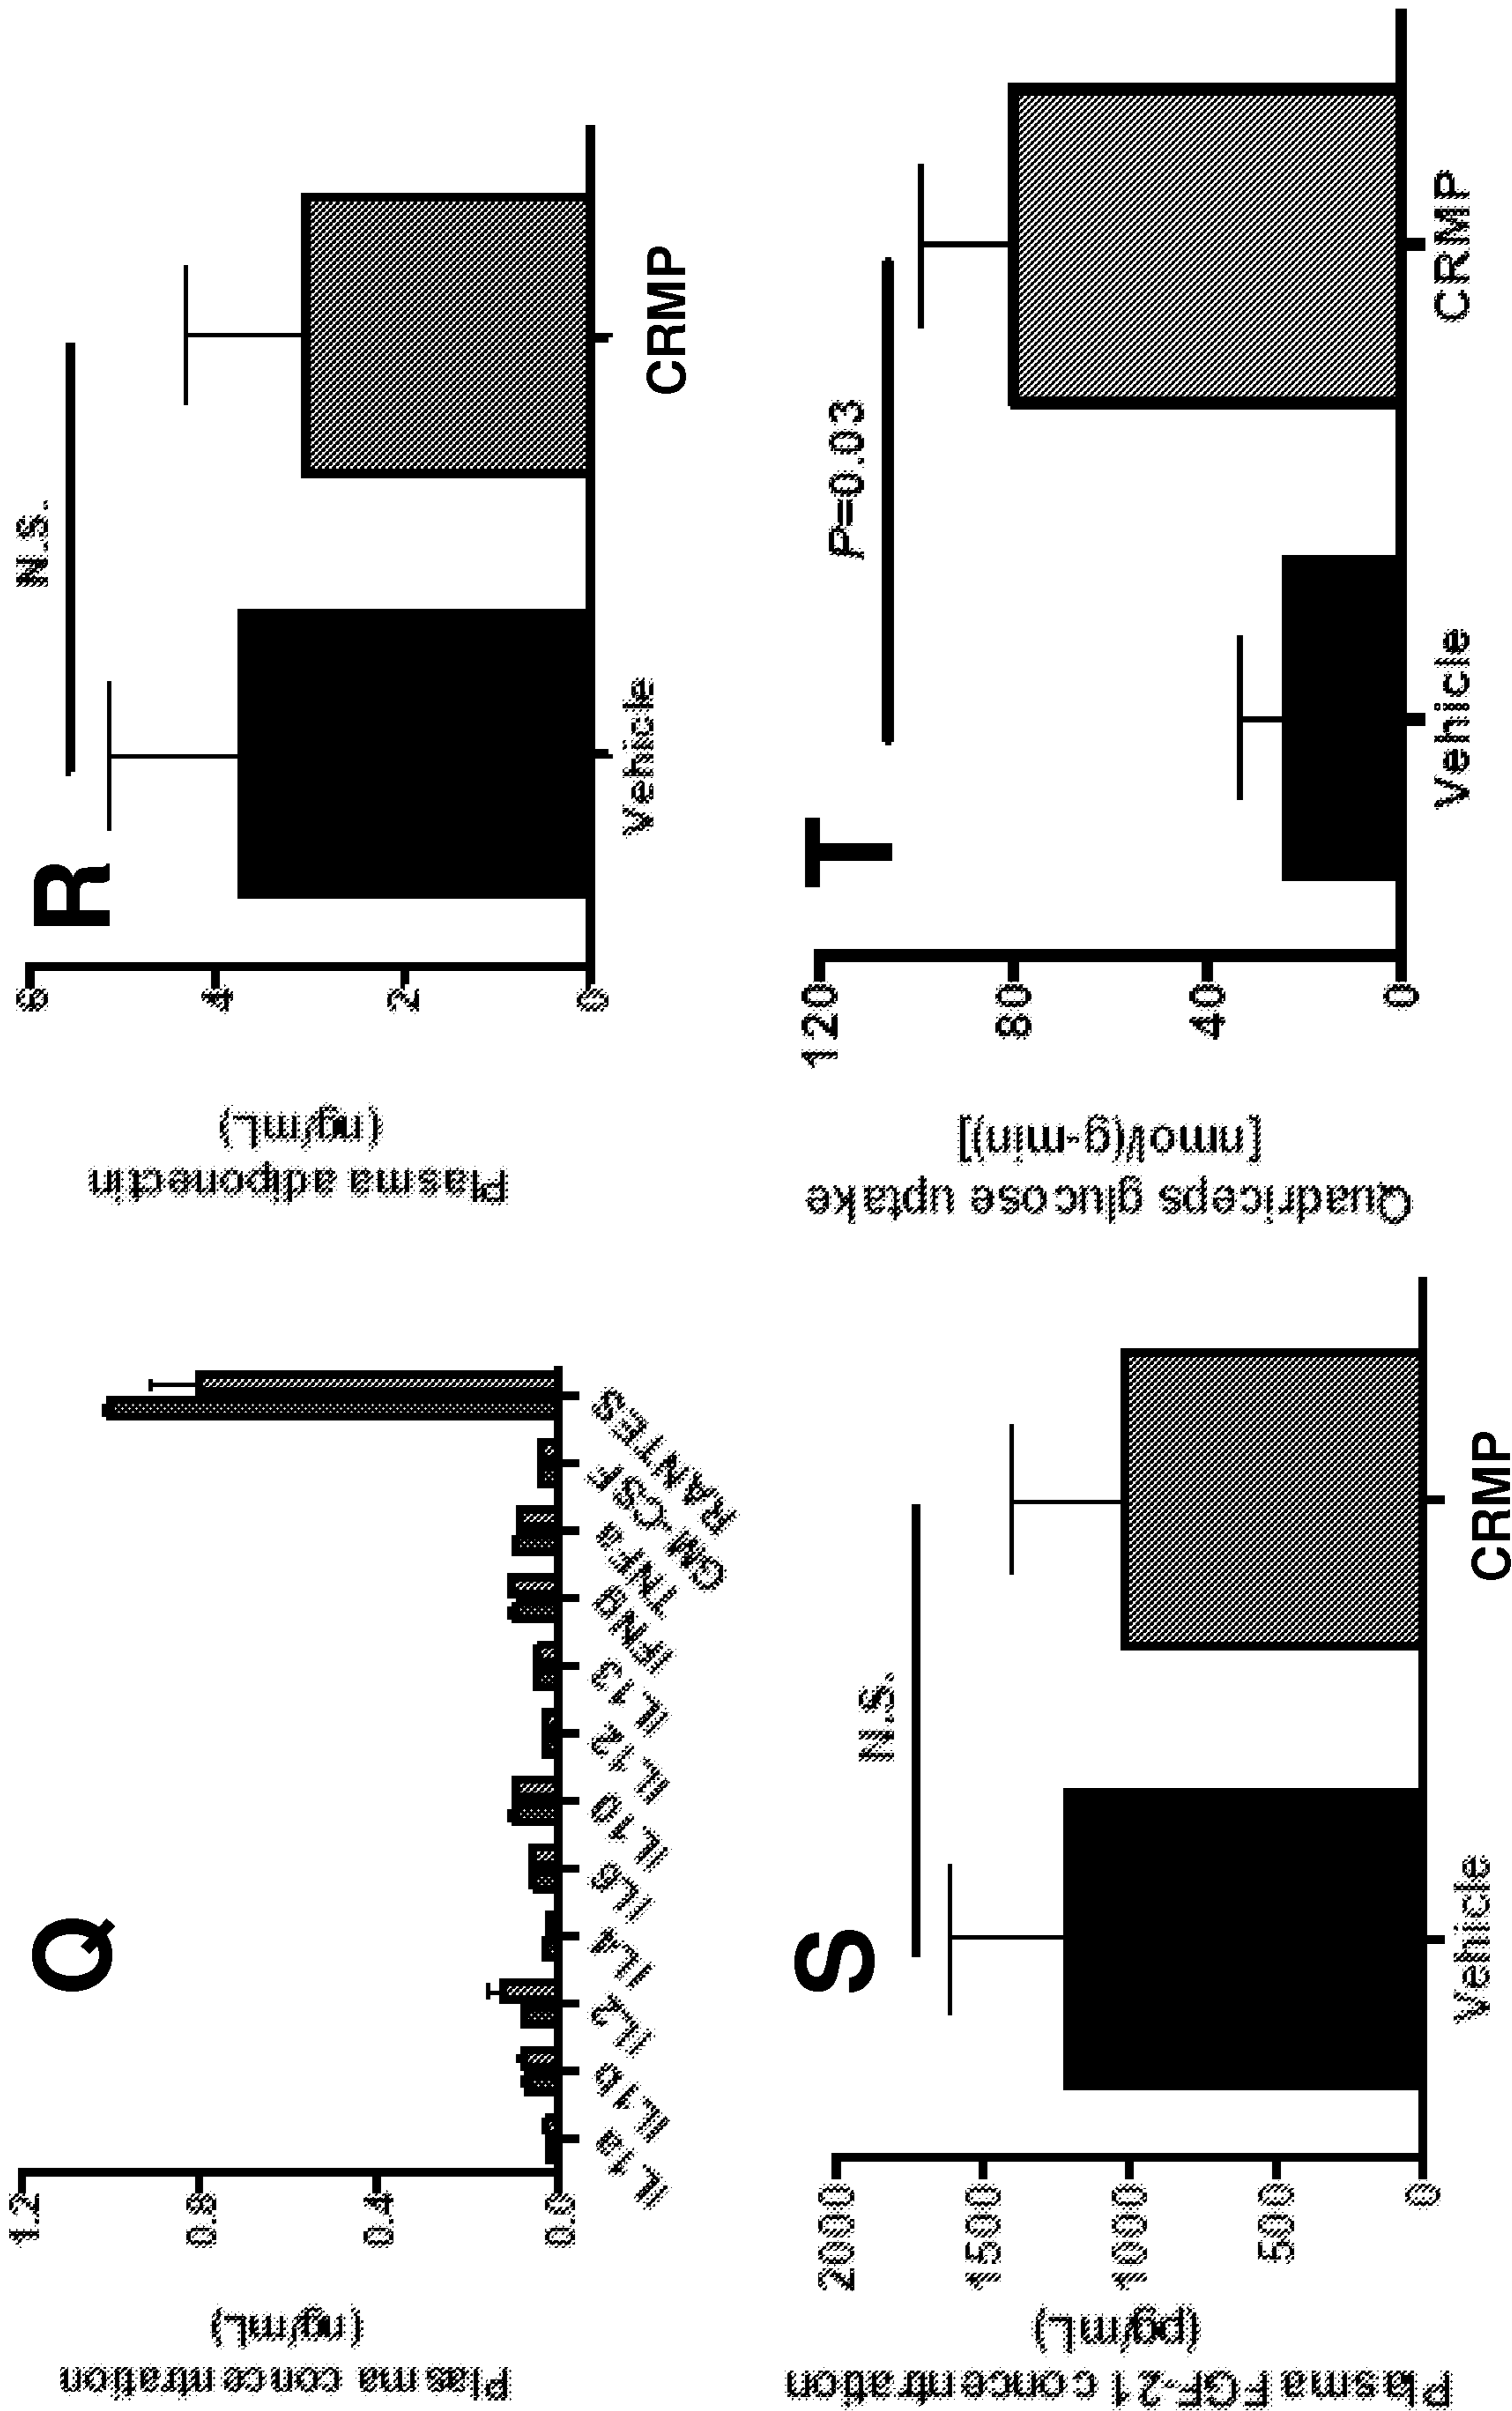 Q
Plasma concentration
(ng/mL)
1.2
0.8
0.4
0.0
IL1a
IL1b
IL2
IL4
IL6
IL10
IL12
IL13
IFNg
TNFa
GM-CSF
RANTES
R
Plasma adiponectin
(ng/mL)
6
4
2
0
N.S.
Vehicle
CRMP
S
Plasma FGF-21 concentration
(pg/mL)
2000
1500
1000
500
0
N.S.
Vehicle
CRMP
T
Quadriceps glucose uptake
[nmol/(g-min)]
120
80
40
0
P=0.03
Vehicle
CRMP